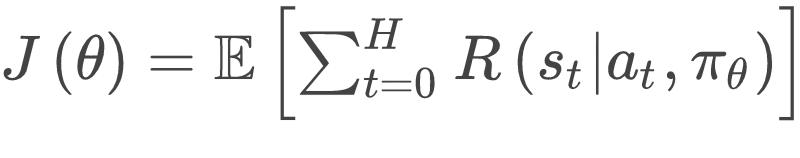 J (θ) = 𝔼 [∑_{t=0}^{H} R (s_t|a_t, π_θ)]